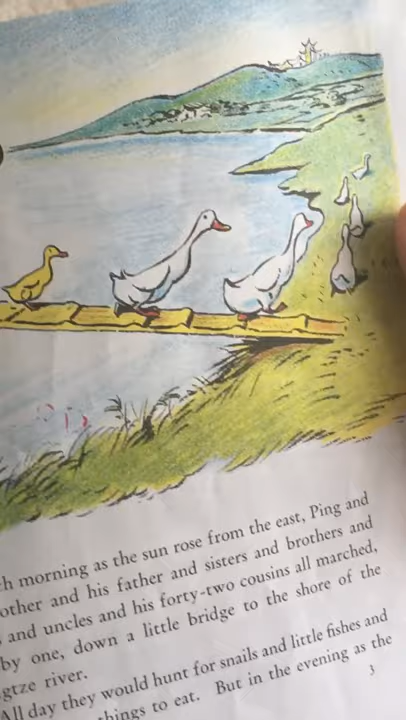 h morning as the sun rose from the east, Ping and
other and his father and sisters and brothers and
and uncles and his forty-two cousins all marched,
by one, down a little bridge to the shore of the
gtze river.
All day they would hunt for snails and little fishes and
things to eat. But in the evening as the
3